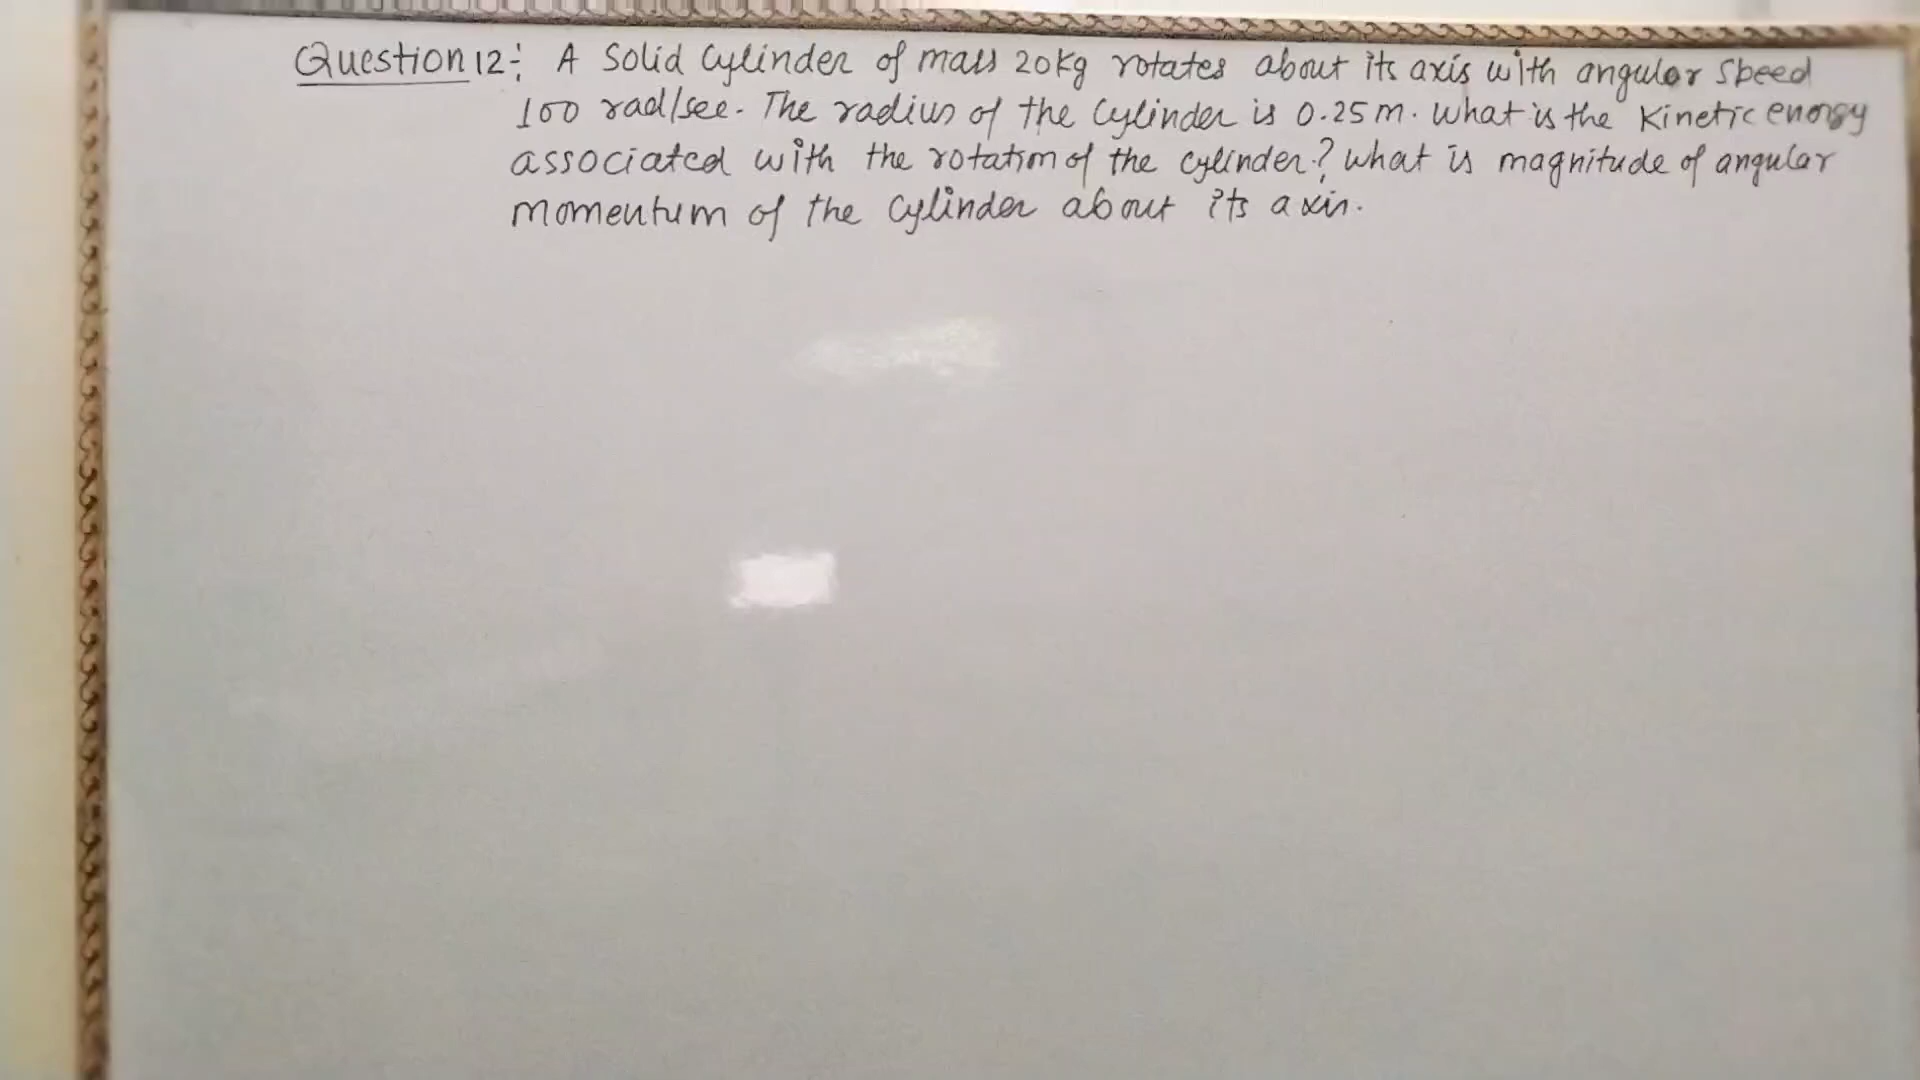 Question 12:- A Solid Cylinder of mass 20kg rotates about its axis with angular speed
100 rad/sec. The radius of the Cylinder is 0.25 m. What is the Kinetic energy
associated with the rotation of the cylinder? what is magnitude of angular
momentum of the Cylinder about its axis.